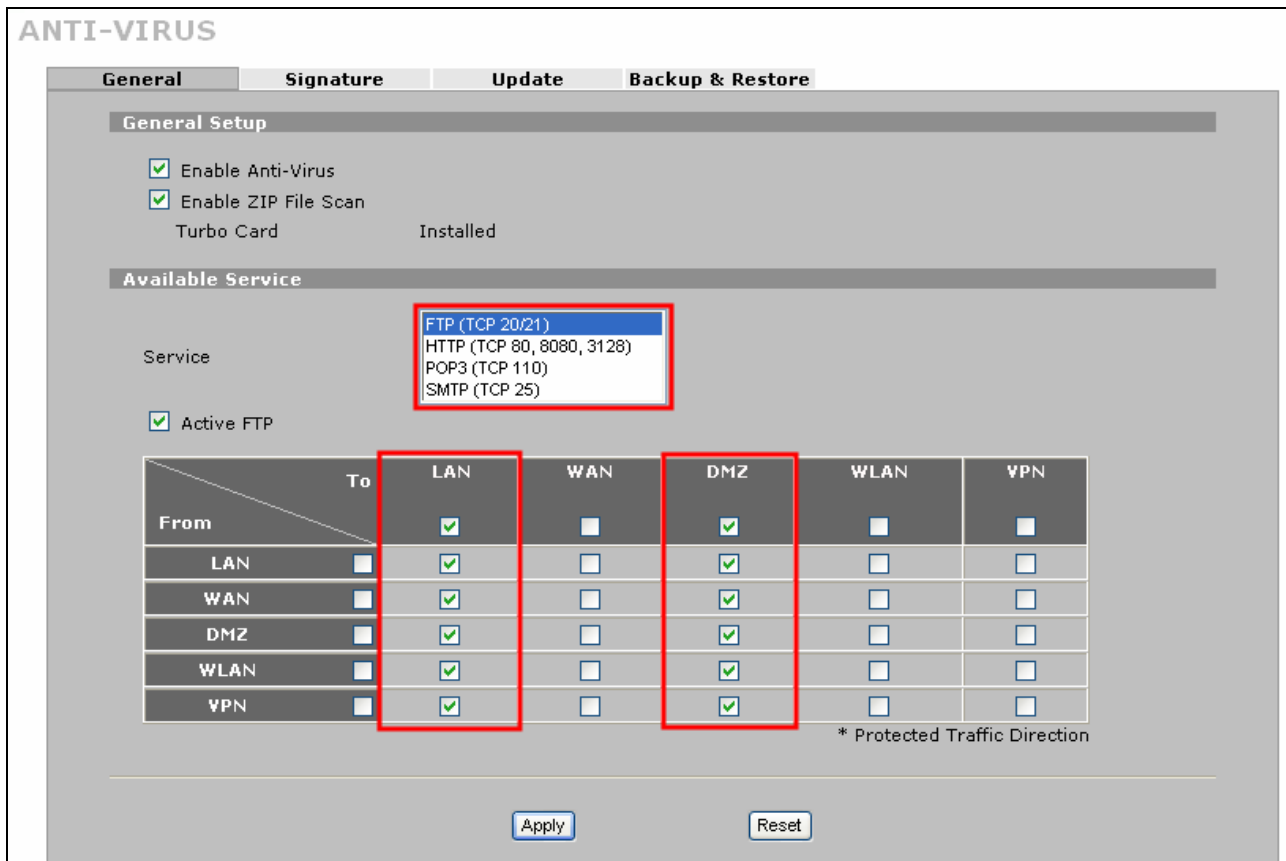 ANTI-VIRUS
General Signature Update Backup & Restore
General Setup
Enable Anti-Virus
Enable ZIP File Scan
Turbo Card Installed
Available Service
Service
FTP (TCP 20/21)
HTTP (TCP 80, 8080, 3128)
POP3 (TCP 110)
SMTP (TCP 25)
Active FTP
To LAN WAN DMZ WLAN VPN
From
LAN
WAN
DMZ
WLAN
VPN
* Protected Traffic Direction
Apply Reset